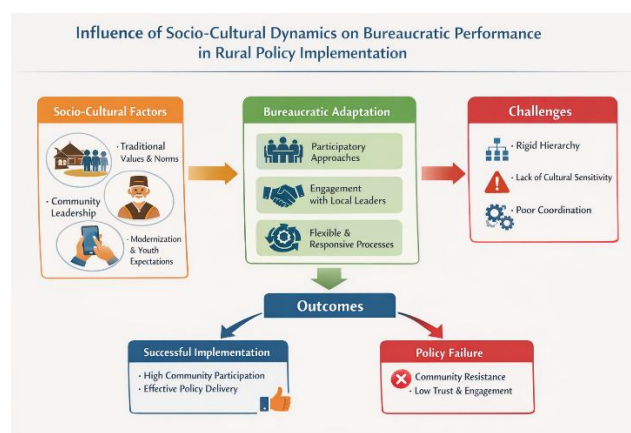 Influence of Socio-Cultural Dynamics on Bureaucratic Performance
in Rural Policy Implementation
Socio-Cultural Factors
· Traditional
Values & Norms
· Community
Leadership
· Modernization
& Youth
Expectations
Bureaucratic Adaptation
Participatory
Approaches
Engagement
with Local Leaders
Flexible &
Responsive Processes
Challenges
· Rigid Hierarchy
· Lack of Cultural Sensitivity
· Poor Coordination
Outcomes
Successful Implementation
· High Community Participation
· Effective Policy Delivery
Policy Failure
Community Resistance
· Low Trust & Engagement